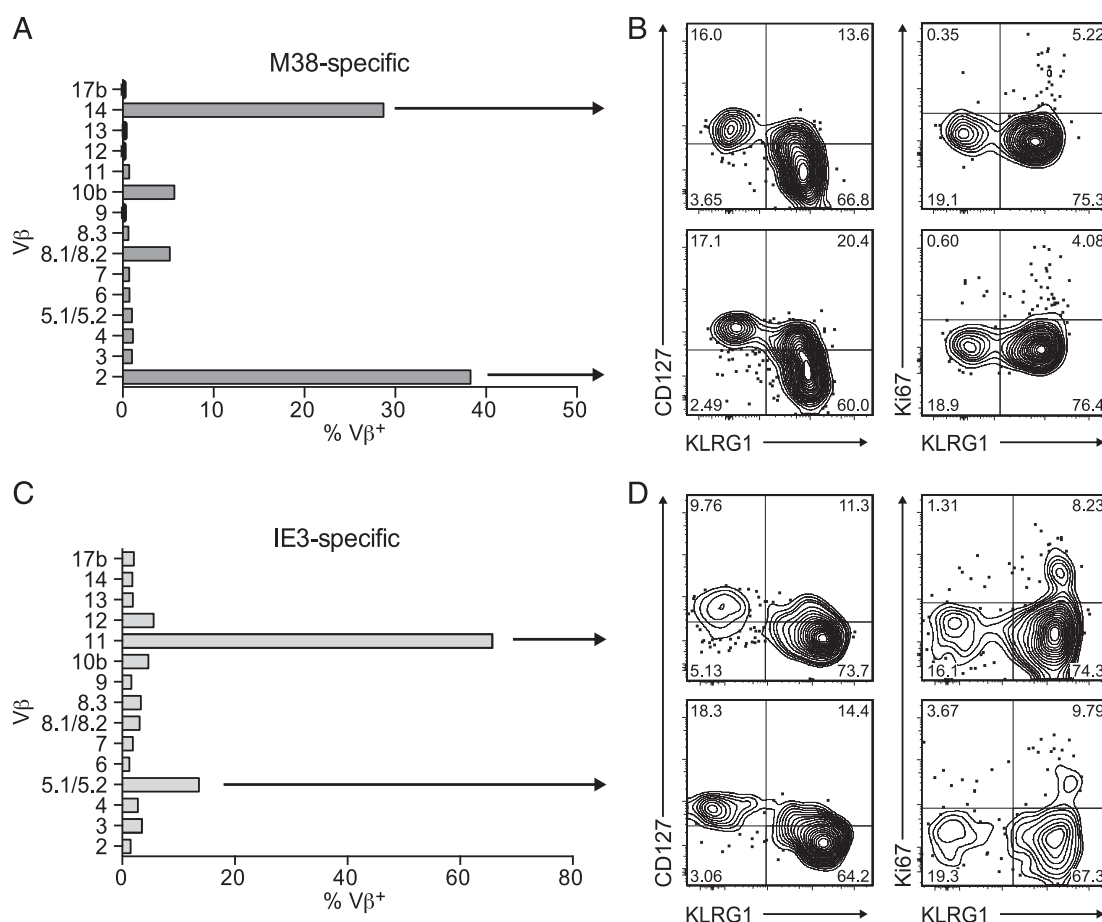 A
M38-specific
17b
14
13
12
11
10b
9
8.3
8.1/8.2
7
6
5.1/5.2
4
3
2
Vβ
0 10 20 30 40 50
% Vβ+
B
16.0 13.6
3.65 66.8
0.35 5.22
19.1 75.3
17.1 20.4
2.49 60.0
0.60 4.08
18.9 76.4
CD127
KLRG1
Ki67
KLRG1
C
IE3-specific
17b
14
13
12
11
10b
9
8.3
8.1/8.2
7
6
5.1/5.2
4
3
2
Vβ
0 20 40 60 80
% Vβ+
D
9.76 11.3
5.13 73.7
1.31 8.23
16.1 74.3
18.3 14.4
3.06 64.2
3.67 9.79
19.3 67.3
CD127
KLRG1
Ki67
KLRG1